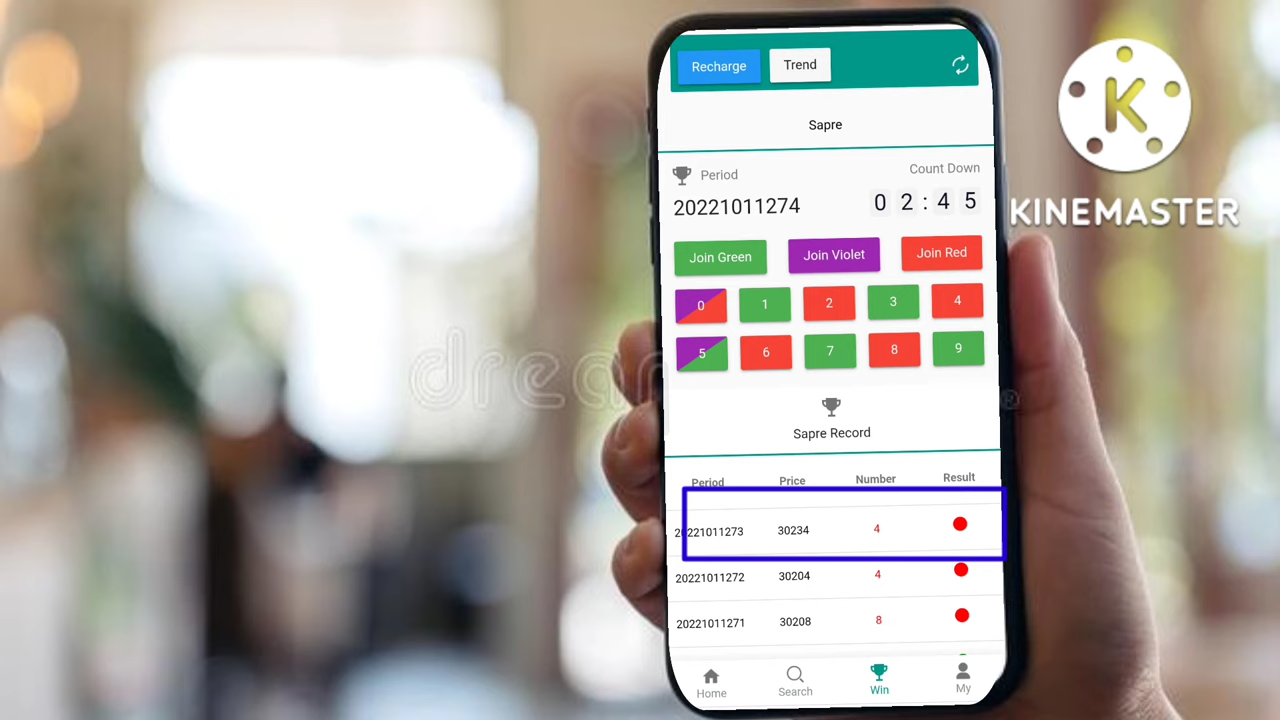 Recharge
Trend
Sapre
Period
Count Down
20221011274
0 2 : 4 5
Join Green
Join Violet
Join Red
0 1 2 3 4
5 6 7 8 9
Sapre Record
Period Price Number Result
20221011273 30234 4
20221011272 30204 4
20221011271 30208 8
Home Search Win My
K
KINEMASTER